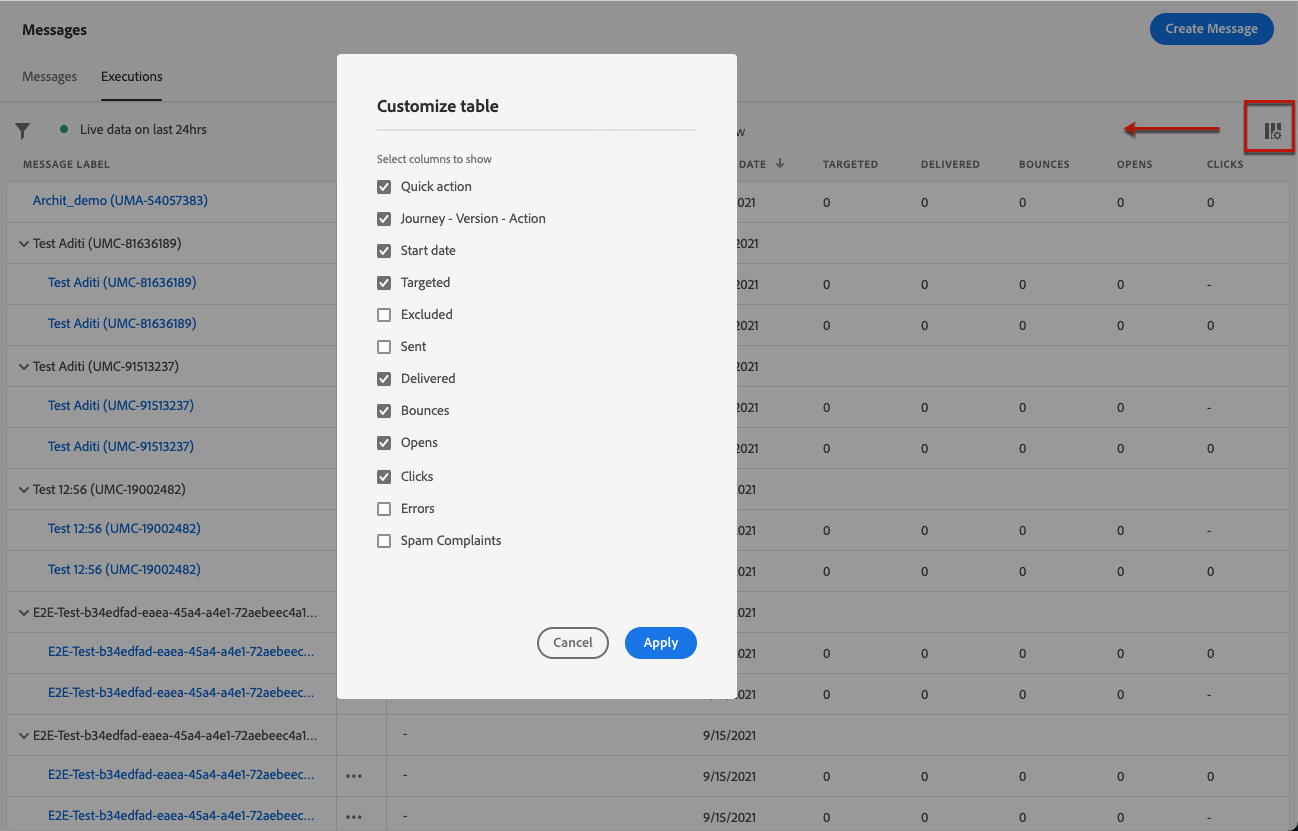 Messages
Create Message
Messages Executions
Live data on last 24hrs
MESSAGE LABEL DATE ↓ TARGETED DELIVERED BOUNCES OPENS CLICKS
Customize table
Select columns to show
Quick action
Journey - Version - Action
Start date
Targeted
Excluded
Sent
Delivered
Bounces
Opens
Clicks
Errors
Spam Complaints
Cancel Apply
Archit_demo (UMA-54057383) 021 0 0 0 0 0
Test Aditi (UMC-81636189) 2021
Test Aditi (UMC-81636189) 2021 0 0 0 0 -
Test Aditi (UMC-81636189) 2021 0 0 0 0 0
Test Aditi (UMC-91513237) 2021
Test Aditi (UMC-91513237) 2021 0 0 0 0 -
Test Aditi (UMC-91513237) 2021 0 0 0 0 0
Test 12:56 (UMC-19002482) 021
Test 12:56 (UMC-19002482) 021 0 0 0 0 -
Test 12:56 (UMC-19002482) 021 0 0 0 0 0
E2E-Test-b34edfad-eaea-45a4-a4e1-72aebeec4a1... 021
E2E-Test-b34edfad-eaea-45a4-a4e1-72aebeec... 021 0 0 0 0 0
E2E-Test-b34edfad-eaea-45a4-a4e1-72aebeec... 2021 0 0 0 0 -
E2E-Test-b34edfad-eaea-45a4-a4e1-72aebeec4a1... - 9/15/2021
E2E-Test-b34edfad-eaea-45a4-a4e1-72aebeec... ••• - 9/15/2021 0 0 0 0 0
E2E-Test-b34edfad-eaea-45a4-a4e1-72aebeec... ••• - 9/15/2021 0 0 0 0 -